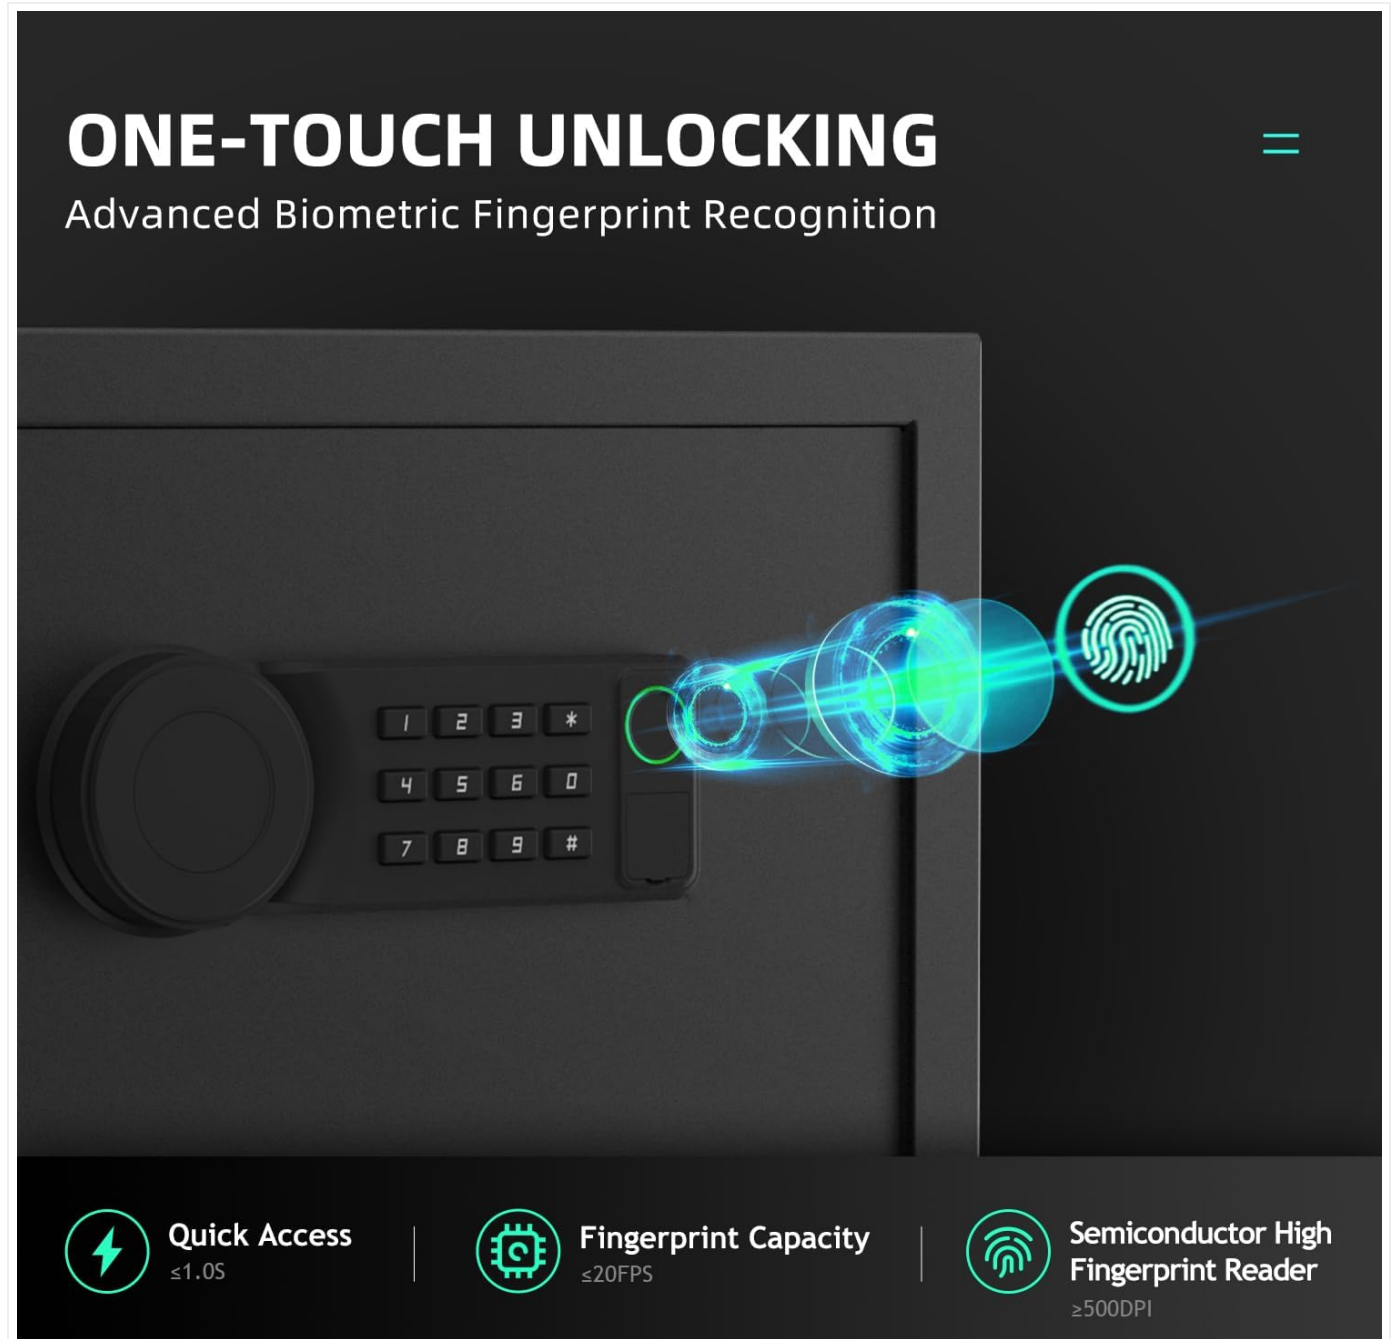 ONE-TOUCH UNLOCKING
Advanced Biometric Fingerprint Recognition
1 2 3 *
4 5 6 0
7 8 9 #
Quick Access
≤1.0S
Fingerprint Capacity
≤20FPS
Semiconductor High
Fingerprint Reader
≥500DPI